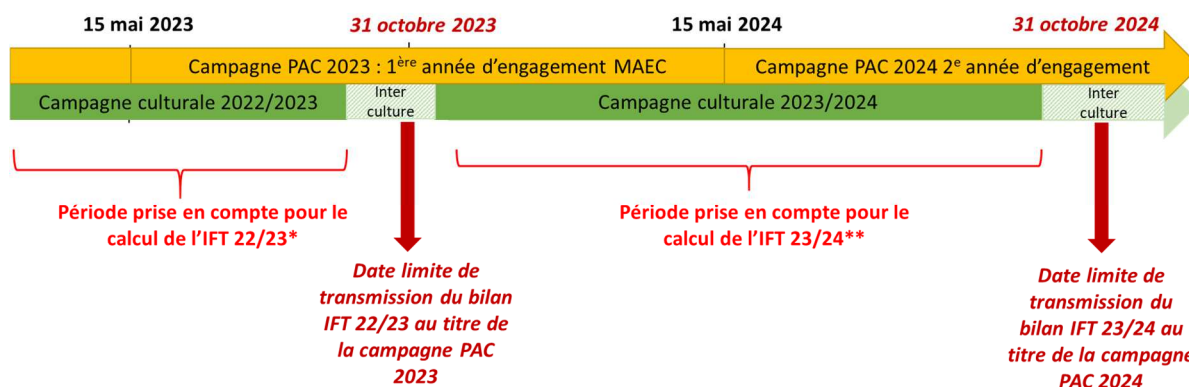 15 mai 2023
31 octobre 2023
15 mai 2024
31 octobre 2024
Campagne PAC 2023 : 1ère année d'engagement MAEC
Campagne PAC 2024 2e année d'engagement
Campagne culturale 2022/2023
Inter
culture
Campagne culturale 2023/2024
Inter
culture
Période prise en compte pour le
calcul de l'IFT 22/23*
Période prise en compte pour le
calcul de l'IFT 23/24**
Date limite de
transmission du bilan
IFT 22/23 au titre de
la campagne PAC
2023
Date limite de
transmission du
bilan IFT 23/24 au
titre de la campagne
PAC 2024